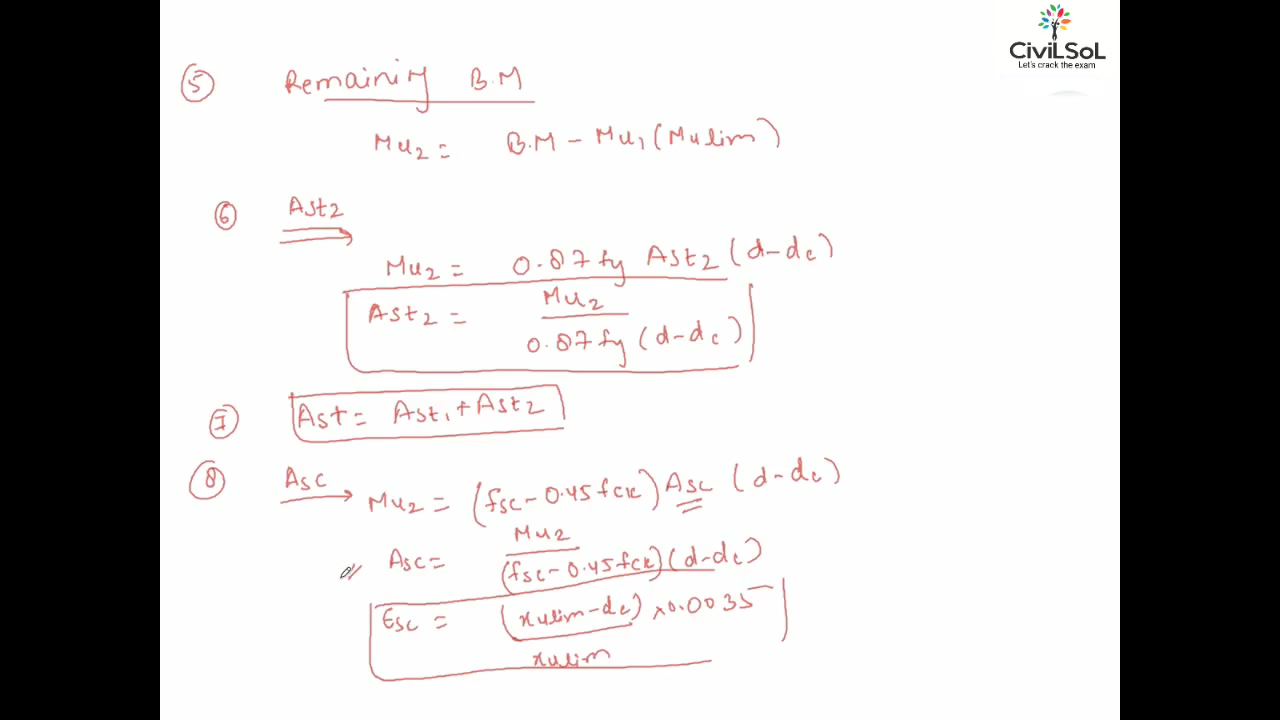 CiVilSoL
Let's crack the exam
5 Remaining B.M
Mu2 = B.M - Mu1 (Mulim)
6 Ast2
Mu2 = 0.87 fy Ast2 (d-dc)
Ast2 = Mu2
0.87 fy (d-dc)
7 Ast = Ast1 + Ast2
8 Asc
Mu2 = (fsc - 0.45 fck) Asc (d-dc)
Asc = Mu2
(fsc - 0.45 fck) (d-dc)
Esc = (xulim-dc) x 0.0035
xulim